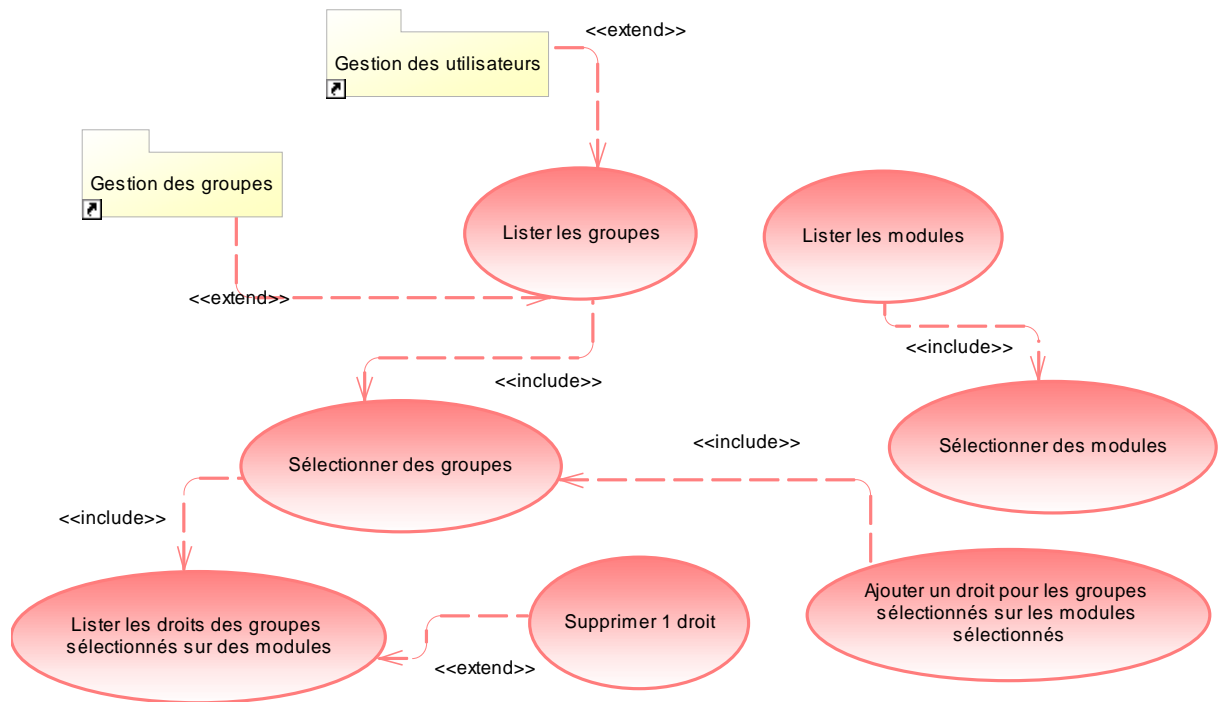 <<extend>>
Gestion des utilisateurs
Gestion des groupes
Lister les groupes
Lister les modules
<<extend>>
<<include>>
<<include>>
Sélectionner des groupes
<<include>>
Sélectionner des modules
<<include>>
Lister les droits des groupes
sélectionnés sur des modules
Supprimer 1 droit
Ajouter un droit pour les groupes
sélectionnés sur les modules
sélectionnés
<<extend>>